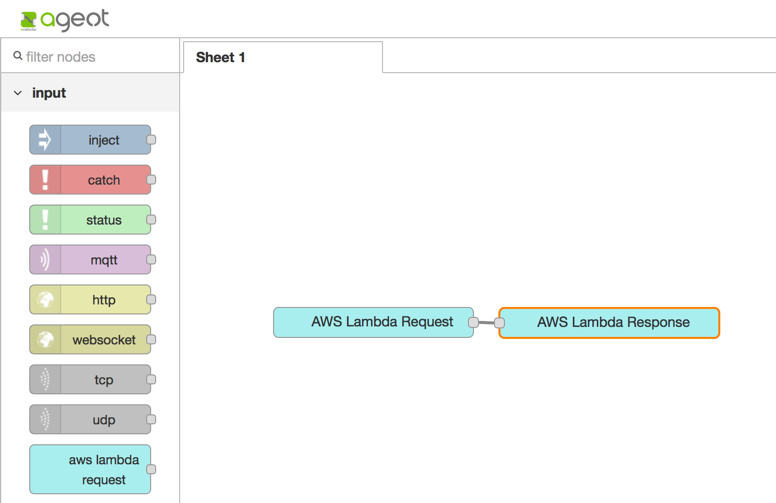 ageot
filter nodes
Sheet 1
input
inject
catch
status
mqtt
http
websocket
tcp
udp
aws lambda
request
AWS Lambda Request
AWS Lambda Response